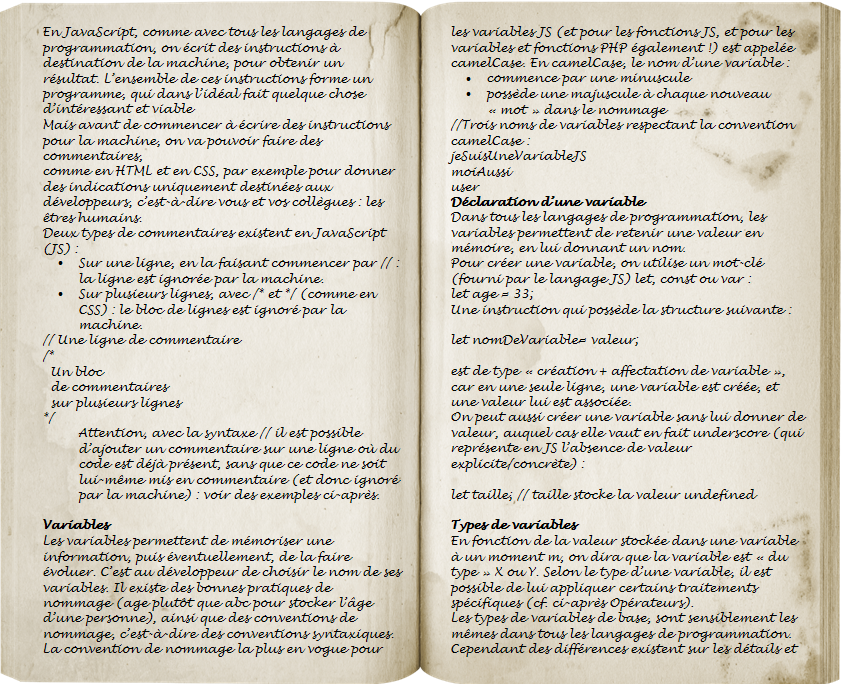 En JavaScript, comme avec tous les langages de
programmation, on écrit des instructions à
destination de la machine, pour obtenir un
résultat. L'ensemble de ces instructions forme un
programme, qui dans l'idéal fait quelque chose
d'intéressant et viable
Mais avant de commencer à écrire des instructions
pour la machine, on va pouvoir faire des
commentaires,
comme en HTML et en CSS, par exemple pour donner
des indications uniquement destinées aux
développeurs, c'est-à-dire vous et vos collègues : les
êtres humains.
Deux types de commentaires existent en JavaScript
(JS) :
• Sur une ligne, en la faisant commencer par // :
la ligne est ignorée par la machine.
• Sur plusieurs lignes, avec /* et */ (comme en
CSS) : le bloc de lignes est ignoré par la
machine.
// Une ligne de commentaire
/*
Un bloc
de commentaires
sur plusieurs lignes
*/
Attention, avec la syntaxe // il est possible
d'ajouter un commentaire sur une ligne où du
code est déjà présent, sans que ce code ne soit
lui-même mis en commentaire (et donc ignoré
par la machine) : voir des exemples ci-après.
Variables
Les variables permettent de mémoriser une
information, puis éventuellement, de la faire
évoluer. C'est au développeur de choisir le nom de ses
variables. Il existe des bonnes pratiques de
nommage (age plutôt que abc pour stocker l'âge
d'une personne), ainsi que des conventions de
nommage, c'est-à-dire des conventions syntaxiques.
La convention de nommage la plus en vogue pour
les variables JS (et pour les fonctions JS, et pour les
variables et fonctions PHP également !) est appelée
camelCase. En camelCase, le nom d'une variable :
• commence par une minuscule
• possède une majuscule à chaque nouveau
« mot » dans le nommage
//Trois noms de variables respectant la convention
camelCase :
jeSuisUneVariableJS
moiAussi
user
Déclaration d'une variable
Dans tous les langages de programmation, les
variables permettent de retenir une valeur en
mémoire, en lui donnant un nom.
Pour créer une variable, on utilise un mot-clé
(fourni par le langage JS) let, const ou var :
let age = 33;
Une instruction qui possède la structure suivante :
let nomDeVariable= valeur;
est de type « création + affectation de variable »,
car en une seule ligne, une variable est créée, et
une valeur lui est associée.
On peut aussi créer une variable sans lui donner de
valeur, auquel cas elle vaut en fait underscore (qui
représente en JS l'absence de valeur
explicite/concrète) :
let taille; // taille stocke la valeur undefined
Types de variables
En fonction de la valeur stockée dans une variable
à un moment m, on dira que la variable est « du
type » X ou Y. Selon le type d'une variable, il est
possible de lui appliquer certains traitements
spécifiques (cf. ci-après Opérateurs).
Les types de variables de base, sont sensiblement les
mêmes dans tous les langages de programmation.
Cependant des différences existent sur les détails et